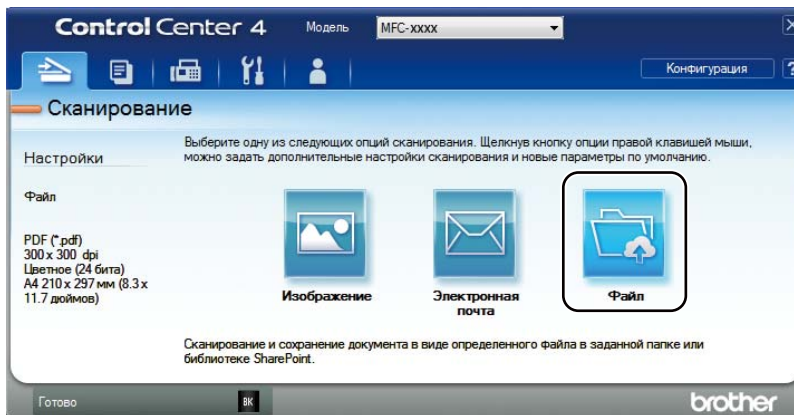 Control Center 4
Модель
MFC-xxxx
Конфигурация
?
Сканирование
Настройки
Файл
PDF (*.pdf)
300 x 300 dpi
Цветное (24 бита)
A4 210 x 297 мм (8.3 x
11.7 дюймов)
Выберите одну из следующих опций сканирования. Щелкнув кнопку опции правой клавишей мыши,
можно задать дополнительные настройки сканирования и новые параметры по умолчанию.
Изображение
Электронная
почта
Файл
Сканирование и сохранение документа в виде определенного файла в заданной папке или
библиотеке SharePoint.
Готово
BK
brother